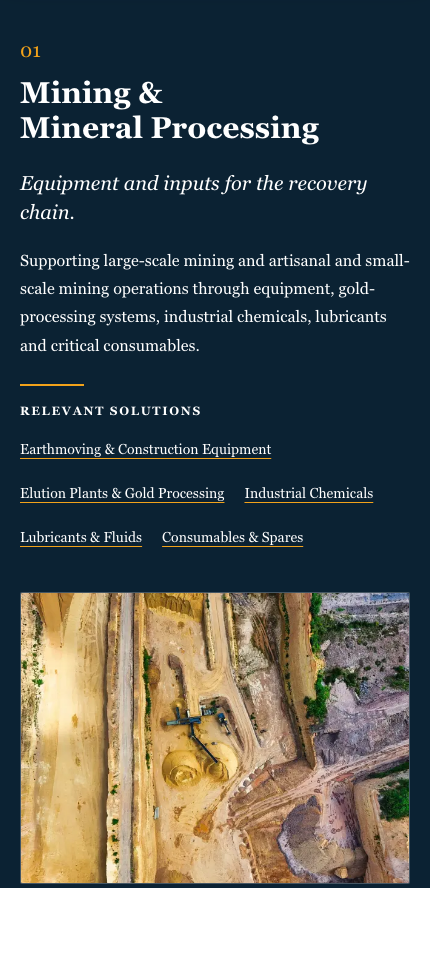 01
Mining &
Mineral Processing
Equipment and inputs for the recovery
chain.
Supporting large-scale mining and artisanal and small-
scale mining operations through equipment, gold-
processing systems, industrial chemicals, lubricants
and critical consumables.
RELEVANT SOLUTIONS
Earthmoving & Construction Equipment
Elution Plants & Gold Processing Industrial Chemicals
Lubricants & Fluids Consumables & Spares